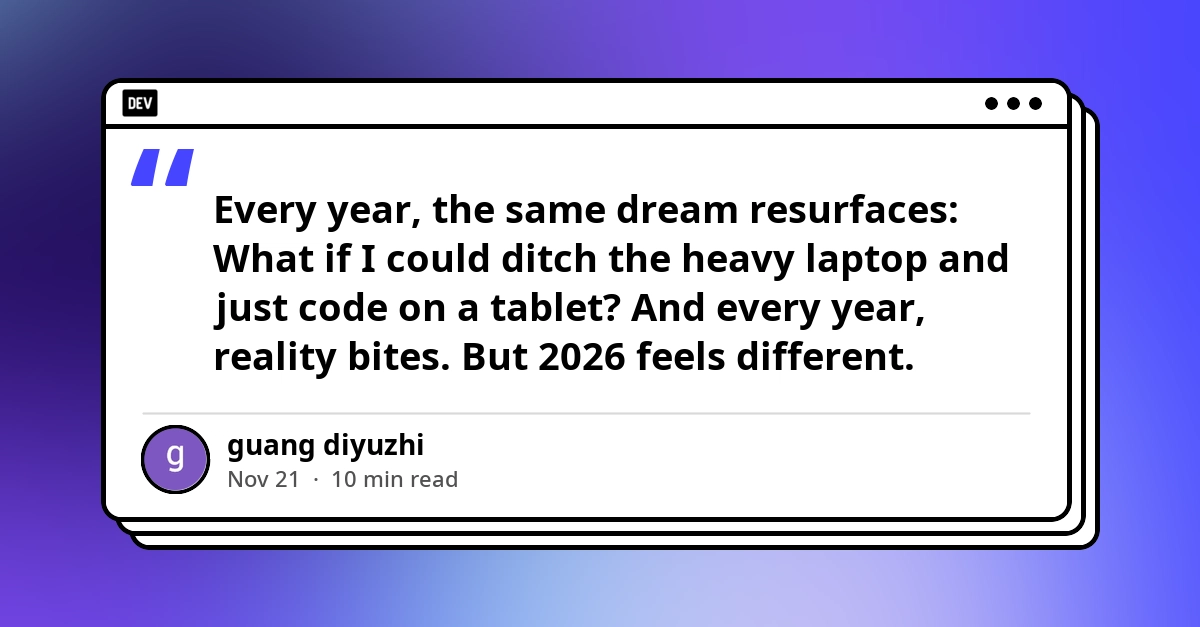 DEV
“
Every year, the same dream resurfaces:
What if I could ditch the heavy laptop and
just code on a tablet? And every year,
reality bites. But 2026 feels different.
g
guang diyuzhi
Nov 21 · 10 min read